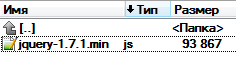 Имя Тип Размер
[..] <Папка>
jquery-1.7.1.min js 93 867